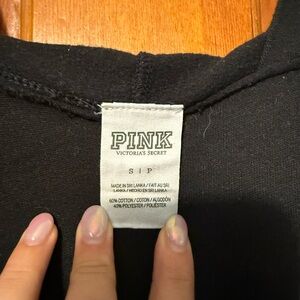 PINK
VICTORIA'S SECRET
S | P
MADE IN SRI LANKA / FAIT AU SRI
LANKA / HECHO EN SRI LANKA
60% COTTON / COTON / ALGODÓN
40% POLYESTER / POLIÉSTER